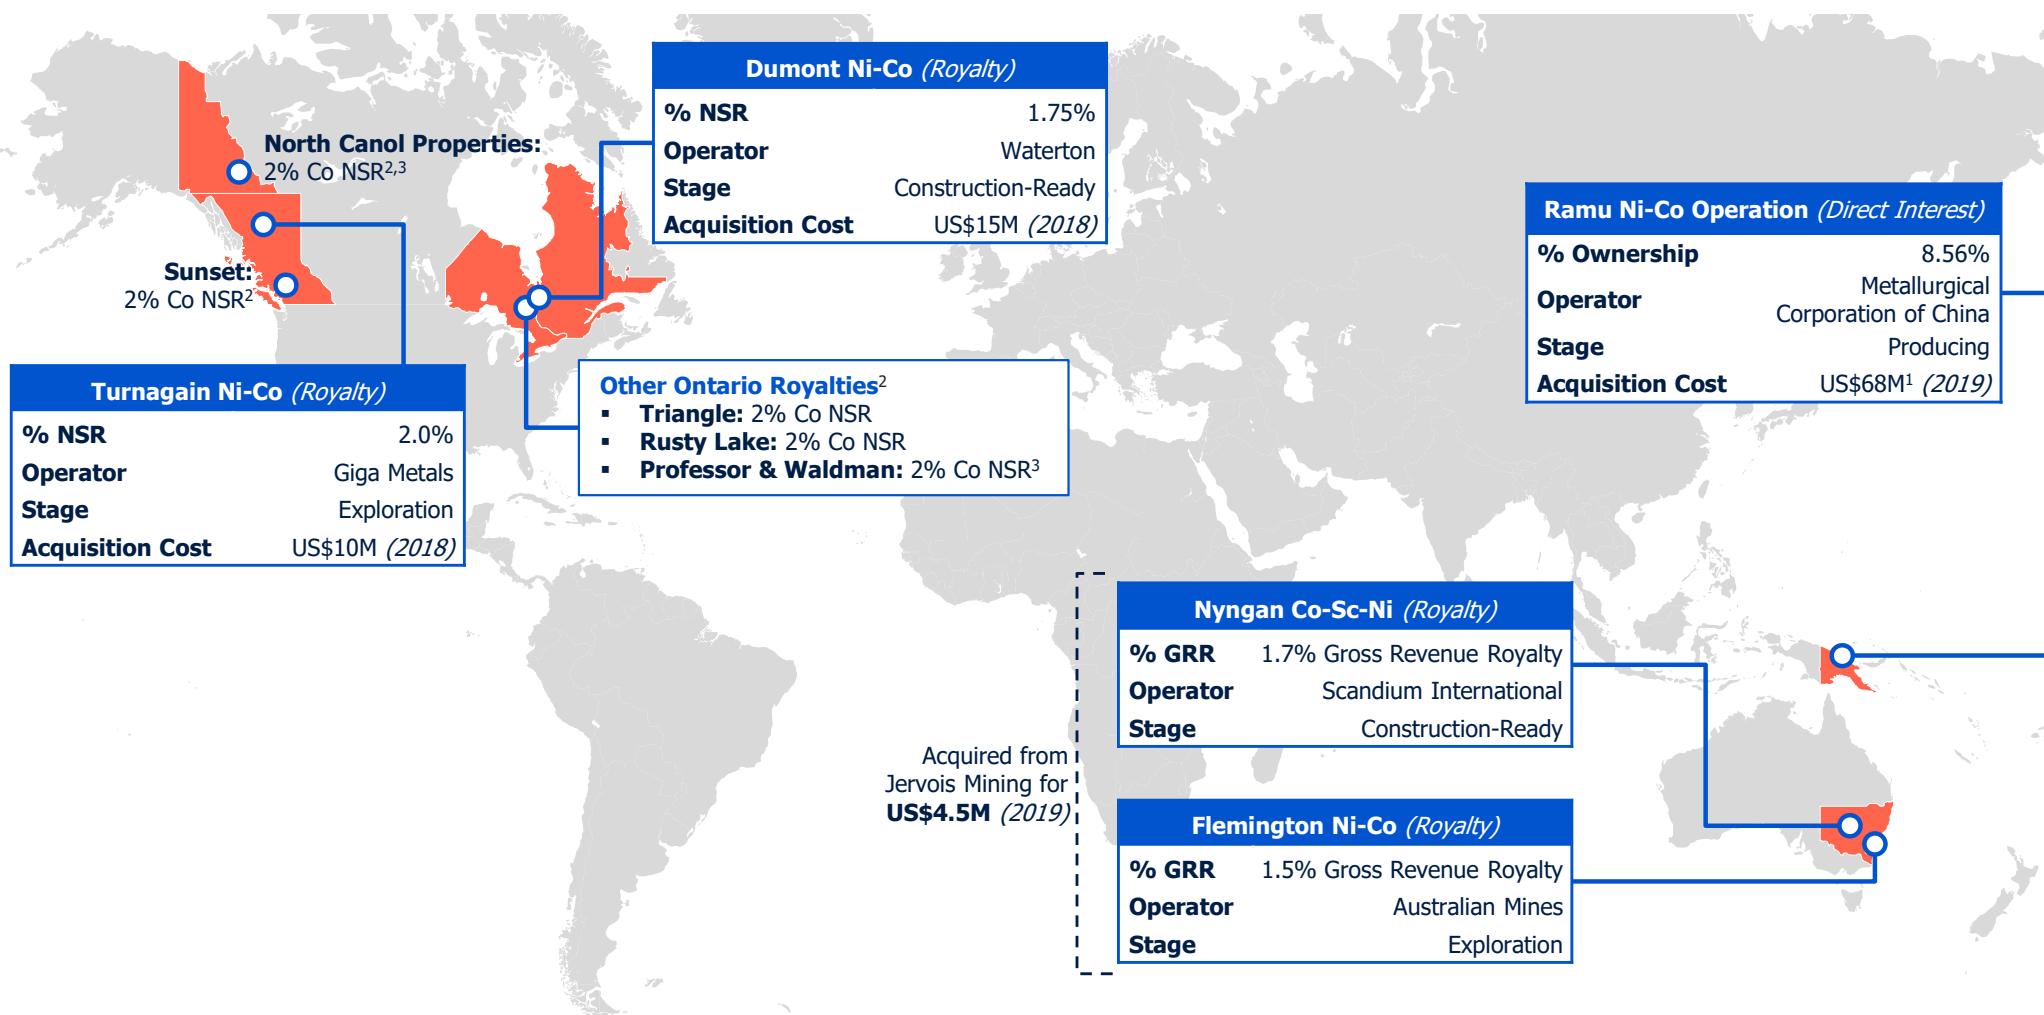 Dumont Ni-Co (Royalty)
% NSR 1.75%
Operator Waterton
Stage Construction-Ready
Acquisition Cost US$15M (2018)
North Canol Properties:
2% Co NSR2,3
Sunset:
2% Co NSR2
Ramu Ni-Co Operation (Direct Interest)
% Ownership 8.56%
Operator Metallurgical
Corporation of China
Stage Producing
Acquisition Cost US$68M1 (2019)
Turnagain Ni-Co (Royalty)
% NSR 2.0%
Operator Giga Metals
Stage Exploration
Acquisition Cost US$10M (2018)
Other Ontario Royalties2
▪ Triangle: 2% Co NSR
▪ Rusty Lake: 2% Co NSR
▪ Professor & Waldman: 2% Co NSR3
Acquired from
Jervois Mining for
US$4.5M (2019)
Nyngan Co-Sc-Ni (Royalty)
% GRR 1.7% Gross Revenue Royalty
Operator Scandium International
Stage Construction-Ready
Flemington Ni-Co (Royalty)
% GRR 1.5% Gross Revenue Royalty
Operator Australian Mines
Stage Exploration